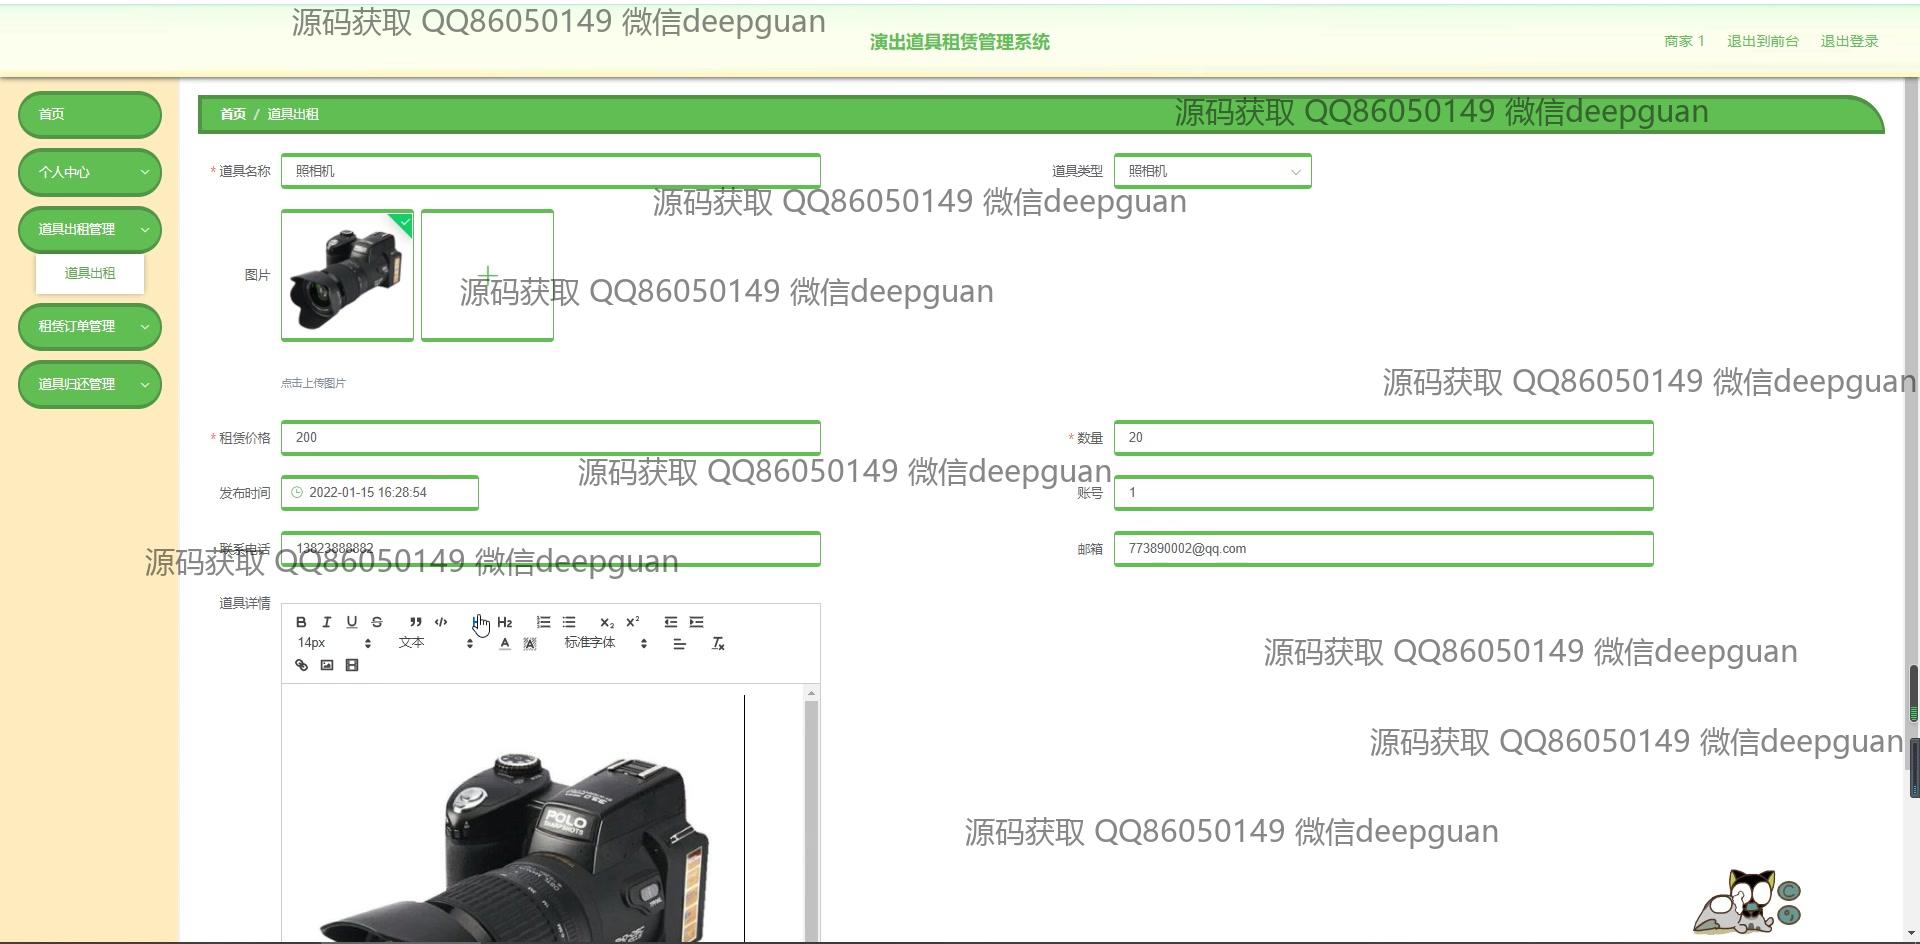 源码获取 QQ86050149 微信deepguan
演出道具租赁管理系统
商家 1 退出到前台 退出登录
首页
首页 / 道具出租
源码获取 QQ86050149 微信deepguan
个人中心
* 道具名称 照相机
道具类型 照相机
源码获取 QQ86050149 微信deepguan
道具出租管理
道具出租
图片
源码获取 QQ86050149 微信deepguan
租赁订单管理
道具归还管理
点击上传图片
源码获取 QQ86050149 微信deepguan
* 租赁价格 200
* 数量 20
源码获取 QQ86050149 微信deepguan
发布时间 2022-01-15 16:28:54
账号 1
联系电话 13823888882
邮箱 773890002@qq.com
源码获取 QQ86050149 微信deepguan
道具详情
B I U S H2 X₂ X²
14px 文本 A A 标准字体 Tx
源码获取 QQ86050149 微信deepguan
源码获取 QQ86050149 微信deepguan
POLO
SHARPSHOTS
源码获取 QQ86050149 微信deepguan